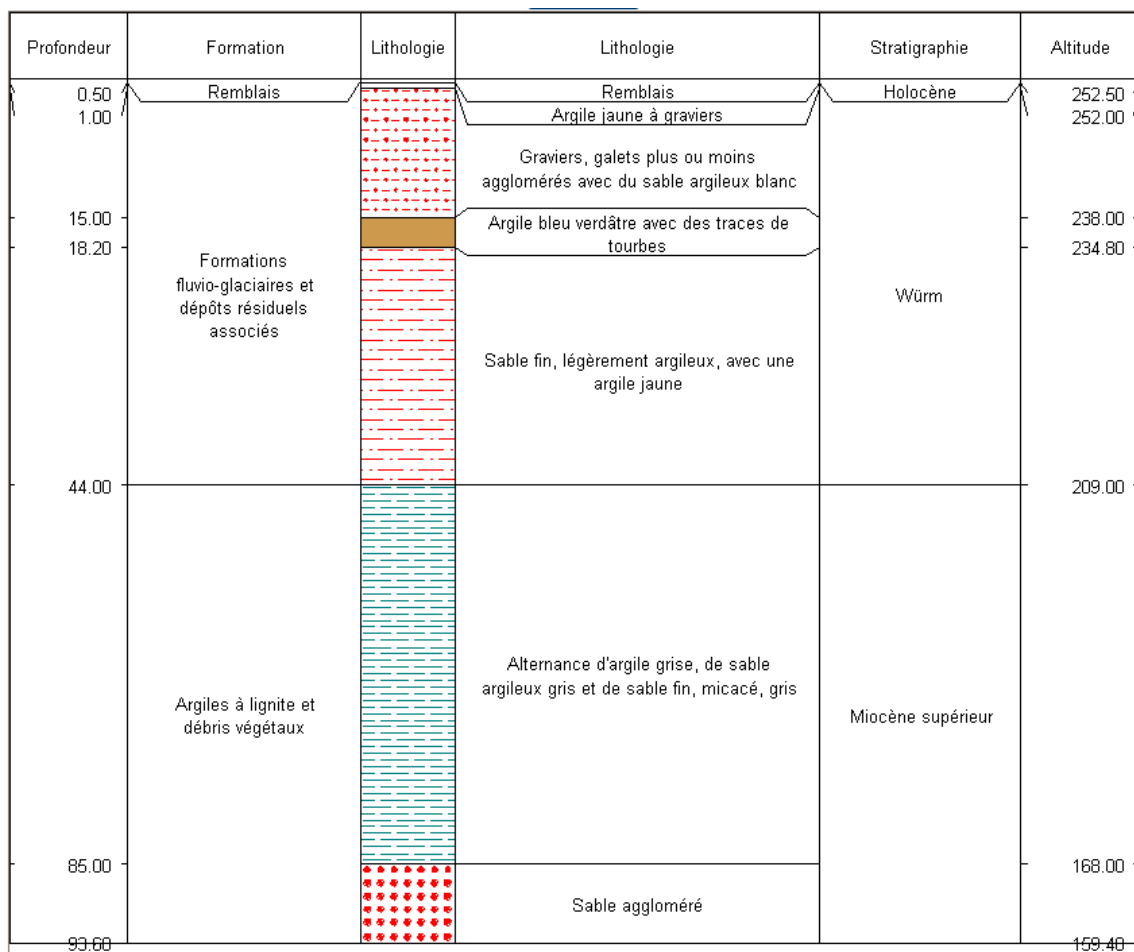 Profondeur Formation Lithologie Lithologie Stratigraphie Altitude
0.50 Remblais Remblais Holocène 252.50
1.00 Argile jaune à graviers 252.00
Graviers, galets plus ou moins
agglomérés avec du sable argileux blanc
15.00 238.00
Argile bleu verdâtre avec des traces de
tourbes
18.20 234.80
Formations
fluvio-glaciaires et
dépôts résiduels
associés
Würm
Sable fin, légèrement argileux, avec une
argile jaune
44.00 209.00
Argiles à lignite et
débris végétaux
Alternance d'argile grise, de sable
argileux gris et de sable fin, micacé, gris
Miocène supérieur
85.00 168.00
Sable aggloméré
93.60 159.40